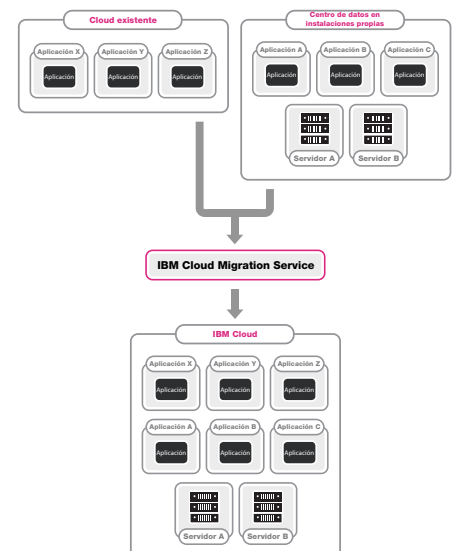 Cloud existente
Aplicación X
Aplicación Y
Aplicación Z
Aplicación
Aplicación
Aplicación
Centro de datos en
instalaciones propias
Aplicación A
Aplicación B
Aplicación C
Aplicación
Aplicación
Aplicación
Servidor A
Servidor B
IBM Cloud Migration Service
IBM Cloud
Aplicación X
Aplicación Y
Aplicación Z
Aplicación
Aplicación
Aplicación
Aplicación A
Aplicación B
Aplicación C
Aplicación
Aplicación
Aplicación
Servidor A
Servidor B